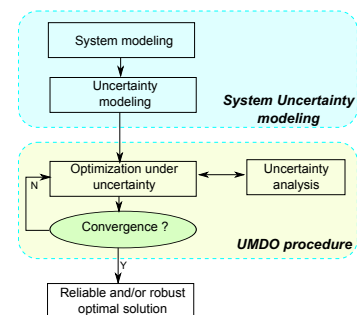 System modeling
Uncertainty
modeling
System Uncertainty
modeling
Optimization under
uncertainty
Uncertainty
analysis
N
Convergence ?
UMDO procedure
Y
Reliable and/or robust
optimal solution